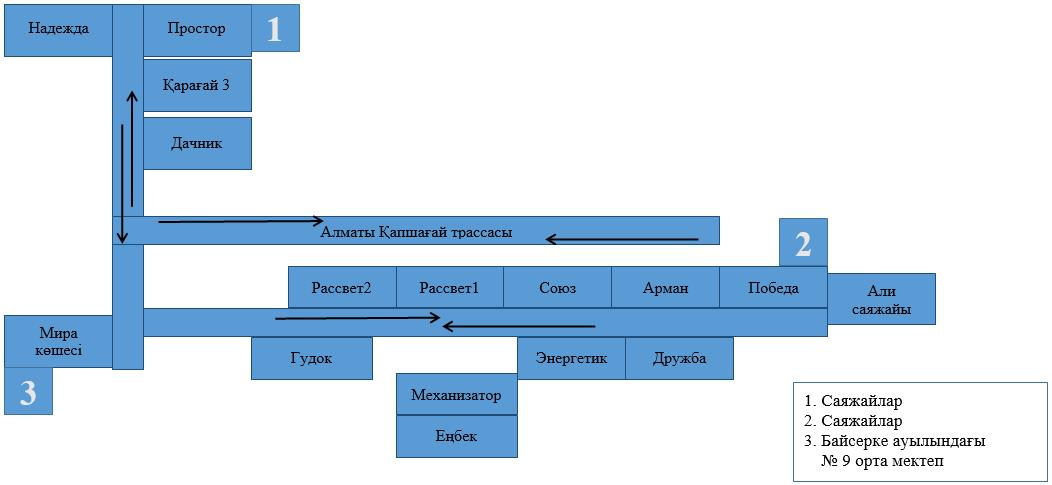 Надежда
Простор
1
Қарағай 3
Дачник
Алматы Қапшағай трассасы
2
Рассвет2
Рассвет1
Союз
Арман
Победа
Али
саяжайы
Мира
көшесі
3
Гудок
Энергетик
Дружба
Механизатор
Еңбек
1. Саяжайлар
2. Саяжайлар
3. Байсерке ауылындағы
№ 9 орта мектеп